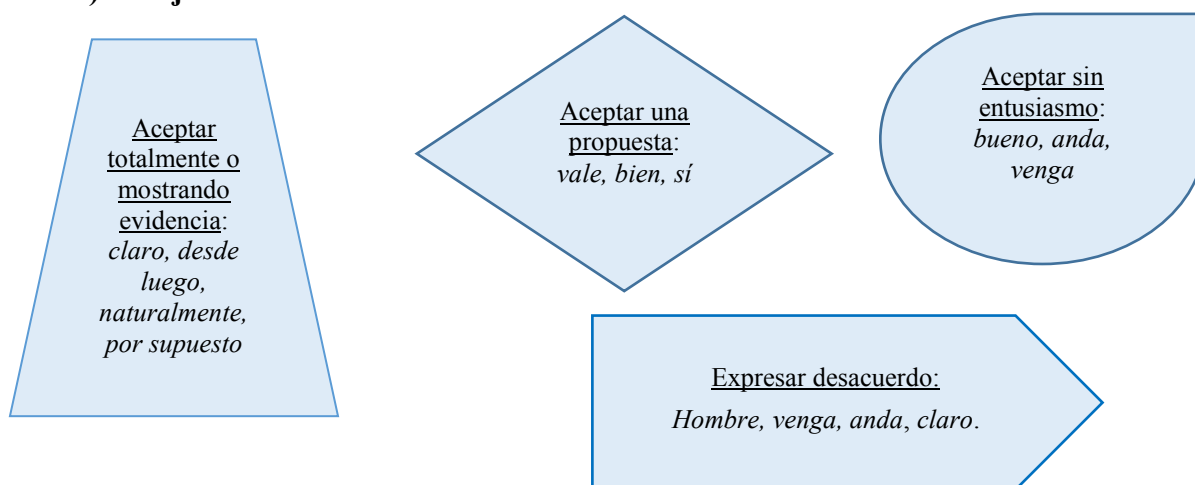 Aceptar
totalmente o
mostrando
evidencia:
claro, desde
luego,
naturalmente,
por supuesto
Aceptar una
propuesta:
vale, bien, sí
Aceptar sin
entusiasmo:
bueno, anda,
venga
Expresar desacuerdo:
Hombre, venga, anda, claro.